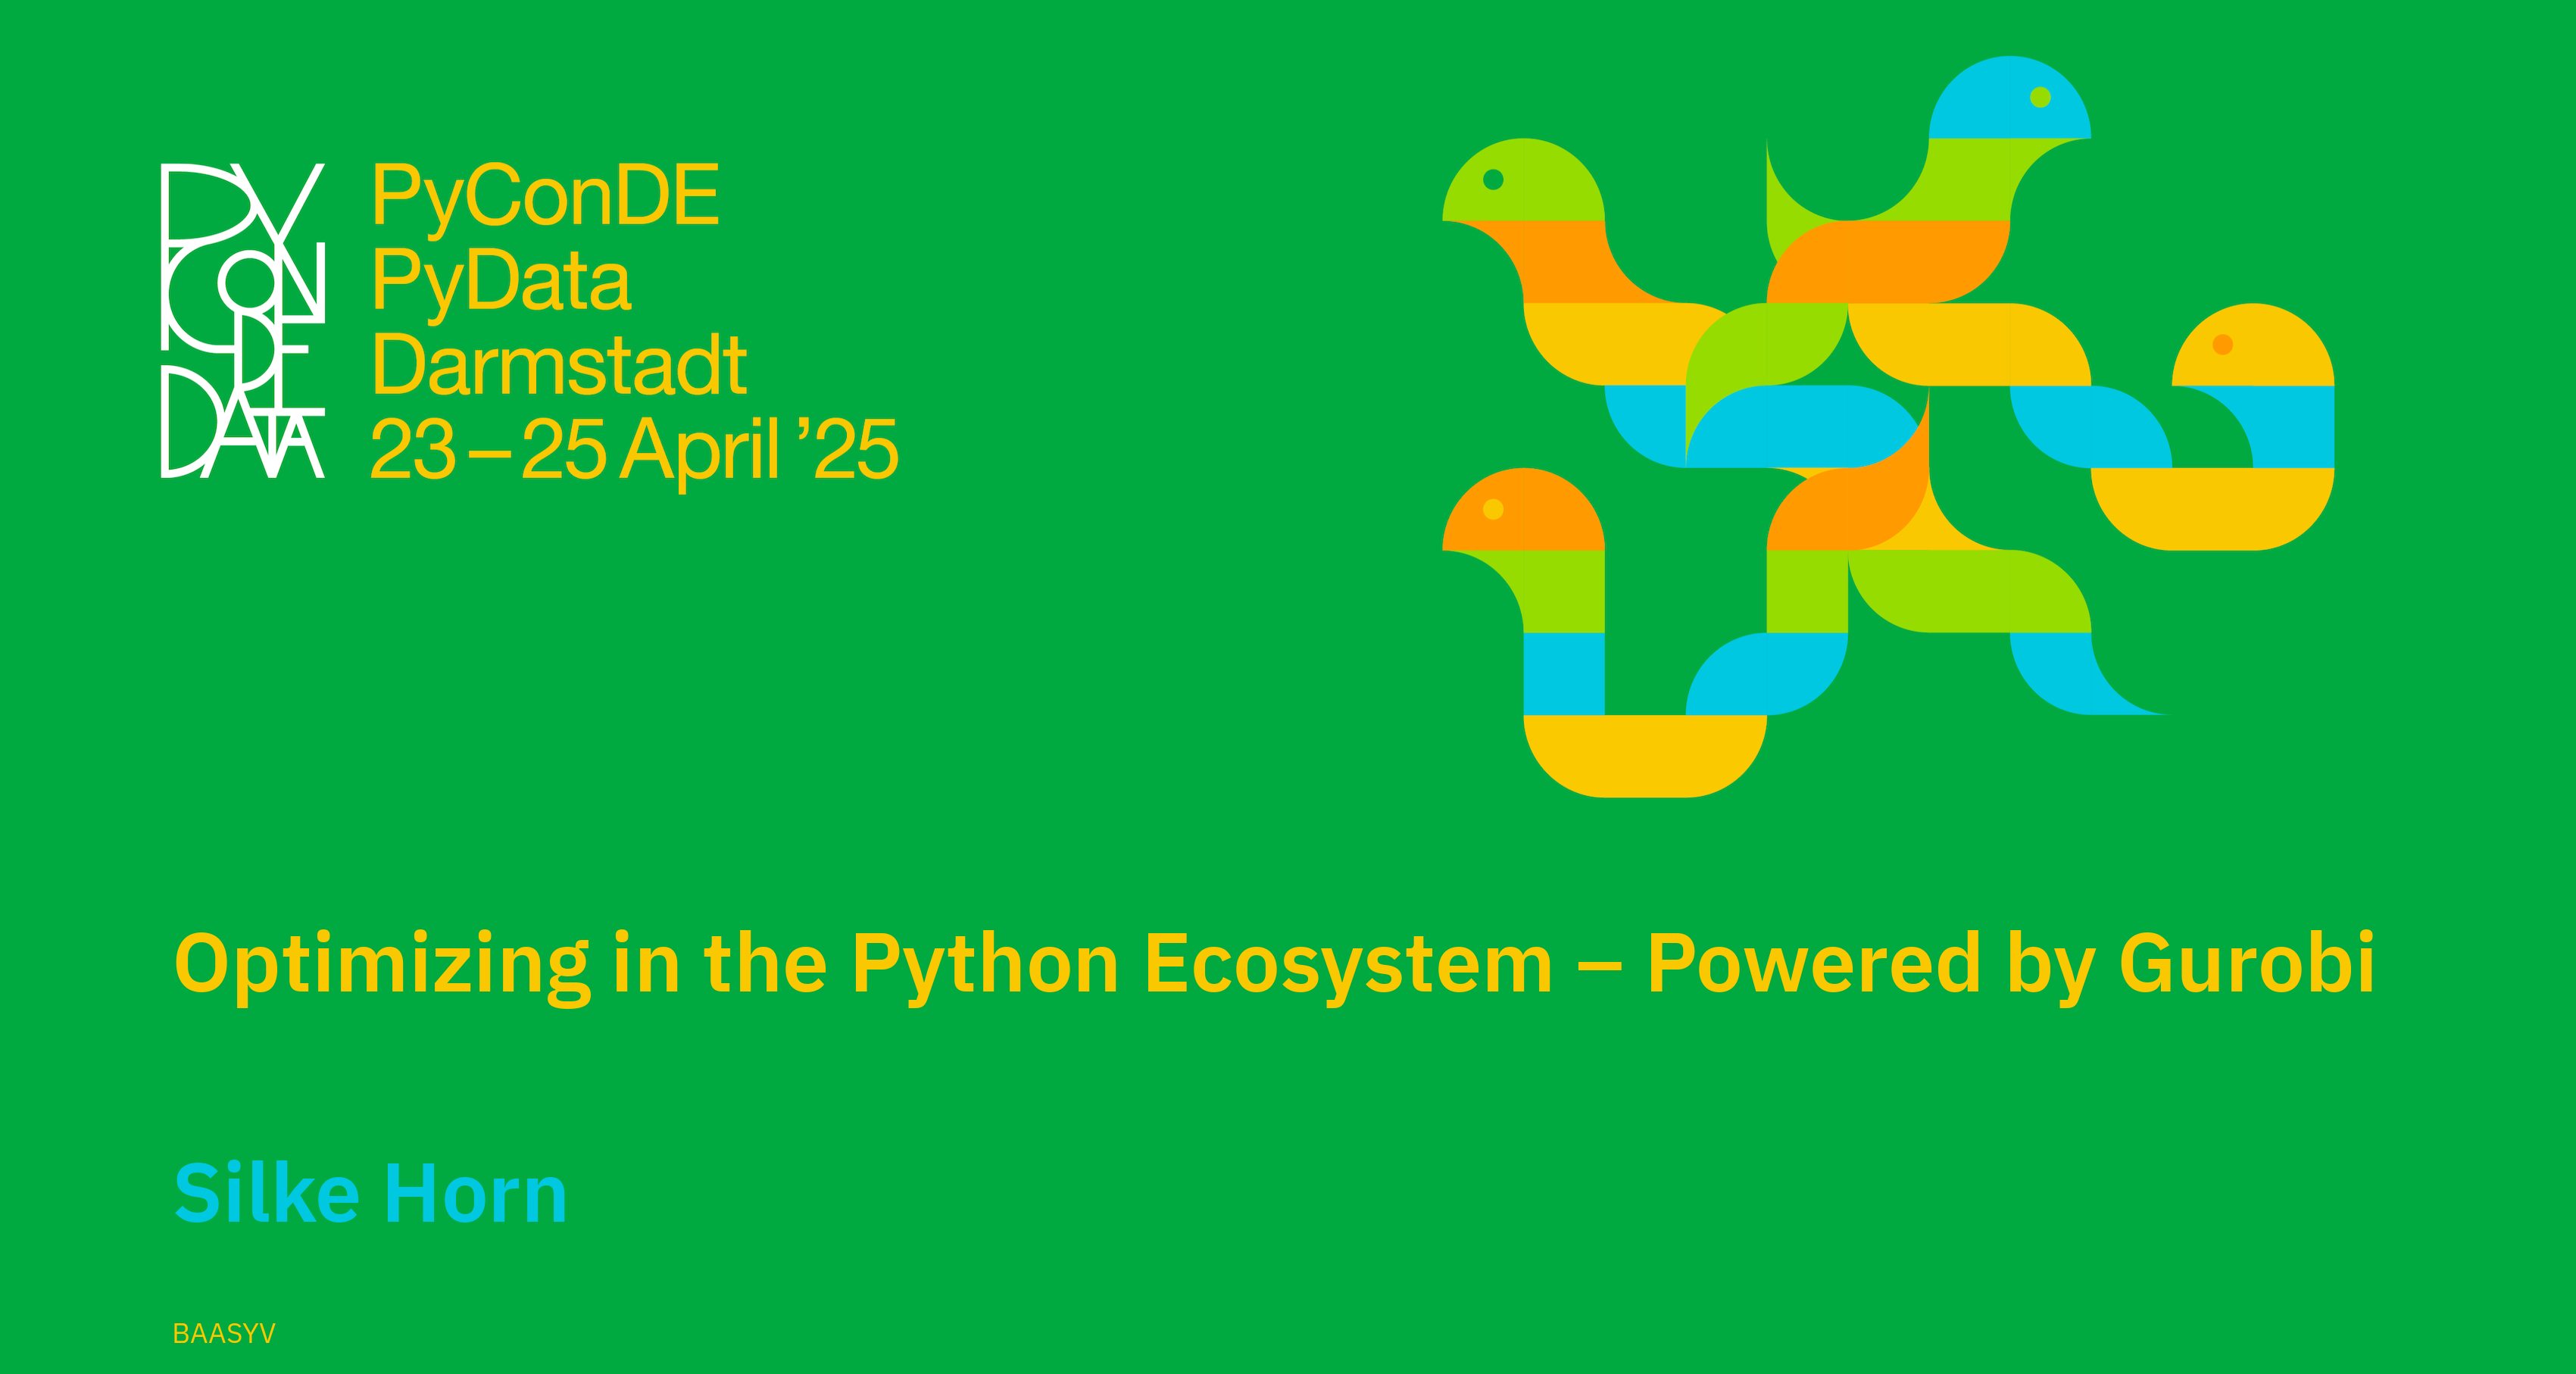 PY
CON
DE
DATA
PyConDE
PyData
Darmstadt
23 – 25 April ’25
Optimizing in the Python Ecosystem – Powered by Gurobi
Silke Horn
BAASYV